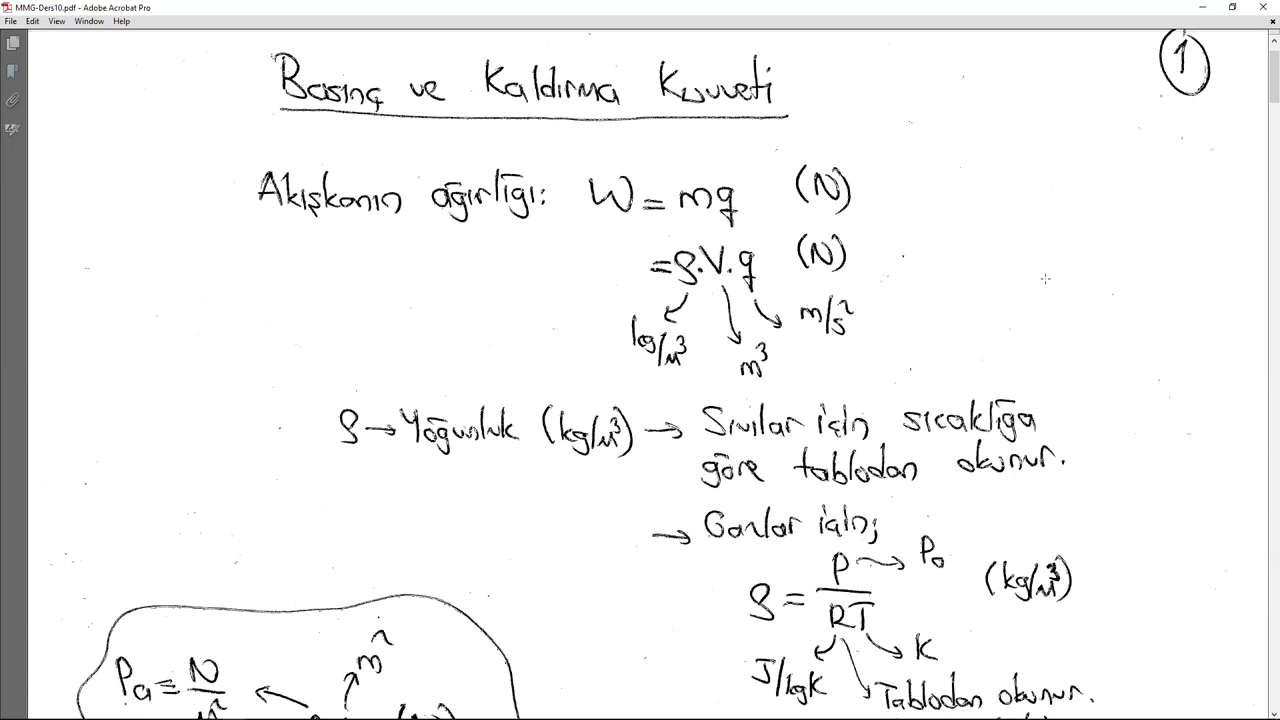 MMG-Ders10.pdf - Adobe Acrobat Pro
File Edit View Window Help
1
Basınç ve Kaldırma Kuvveti
Akışkanın ağırlığı: W = mg (N)
= ρ.V.g (N)
kg/m³ m³ m/s²
ρ → Yoğunluk (kg/m³) → Sıvılar için sıcaklığa
göre tablodan okunur.
→ Gazlar için;
ρ = P/RT → Pa (kg/m³)
J/kgK K
Tablodan okunur.
Pa ≡ N/m² m²